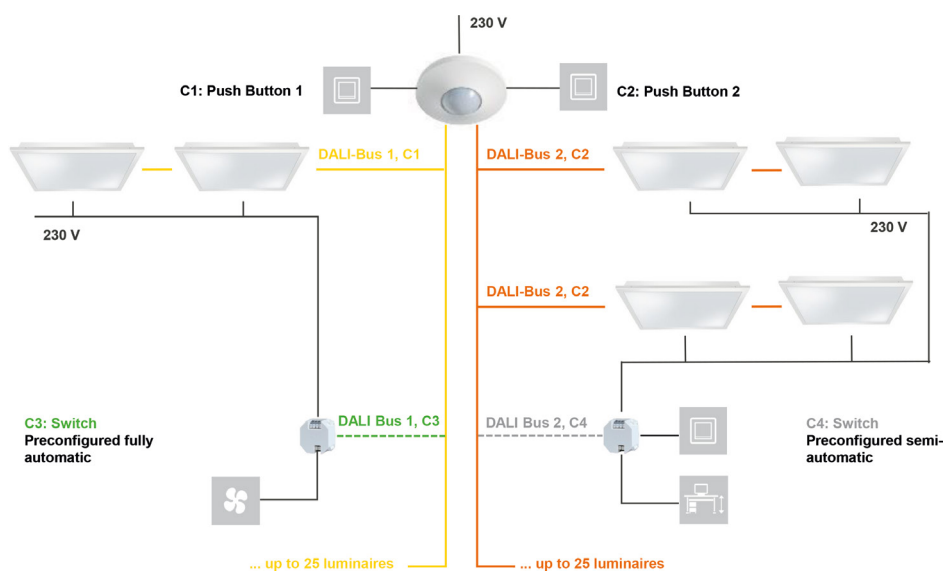 230 V
C1: Push Button 1
C2: Push Button 2
DALI-Bus 1, C1
DALI-Bus 2, C2
230 V
230 V
DALI-Bus 2, C2
C3: Switch
Preconfigured fully
automatic
DALI Bus 1, C3
DALI Bus 2, C4
C4: Switch
Preconfigured semi-
automatic
... up to 25 luminaires
... up to 25 luminaires